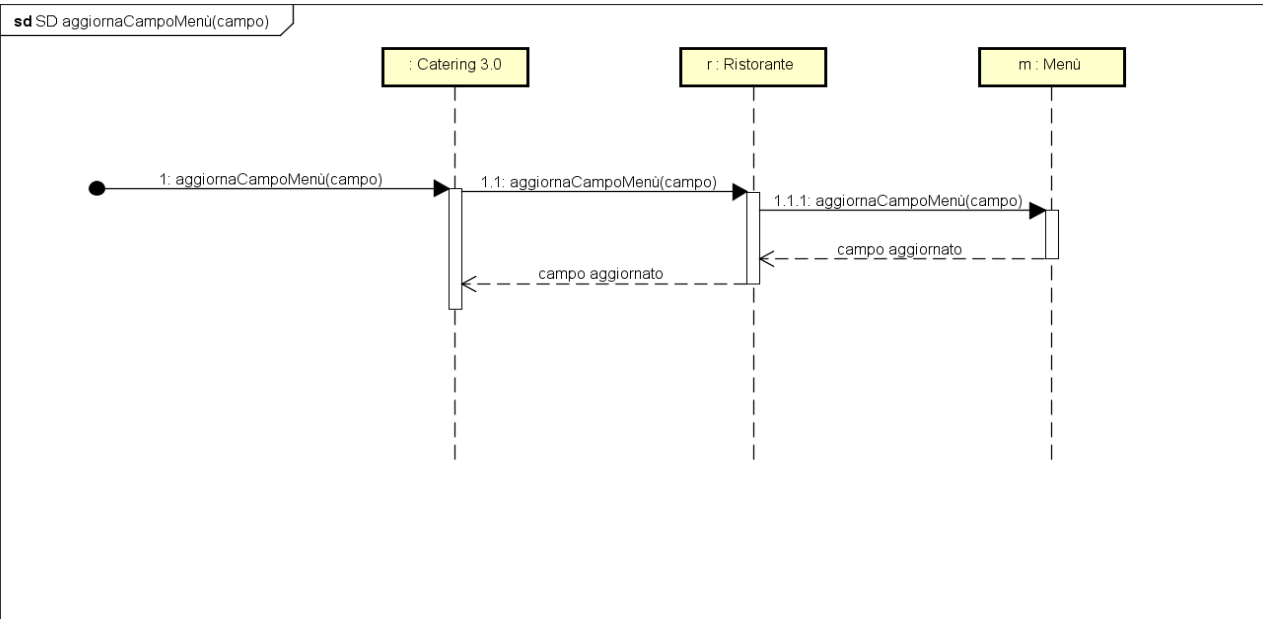 sd SD aggiornaCampoMenù(campo)
: Catering 3.0
r : Ristorante
m : Menù
1: aggiornaCampoMenù(campo)
1.1: aggiornaCampoMenù(campo)
1.1.1: aggiornaCampoMenù(campo)
campo aggiornato
campo aggiornato